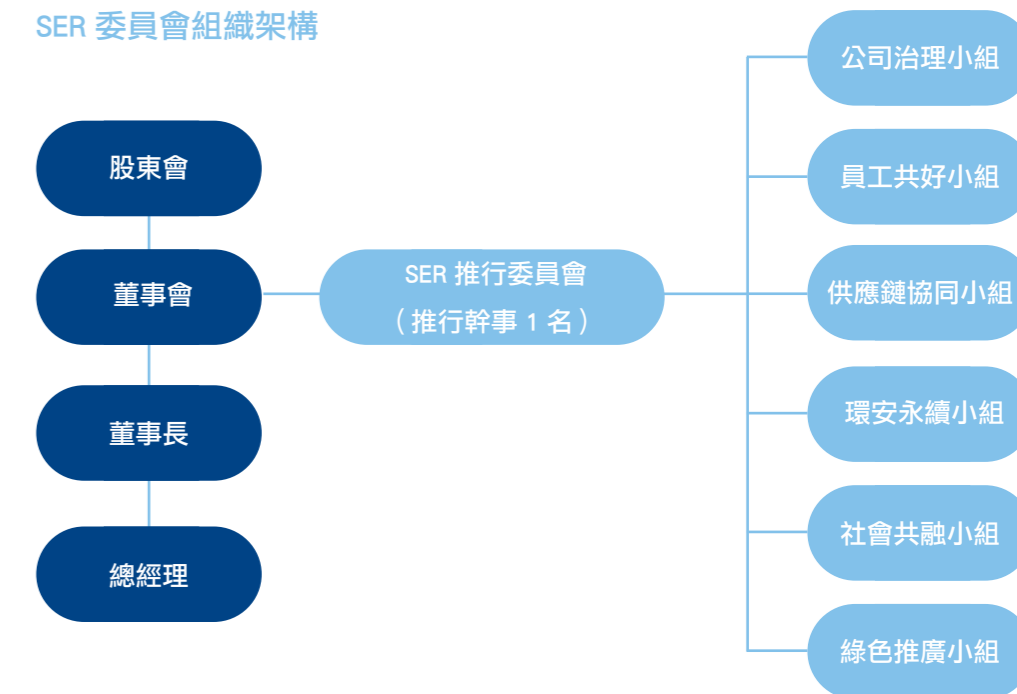 SER 委員會組織架構
股東會
董事會
董事長
總經理
SER 推行委員會
（推行幹事 1 名）
公司治理小組
員工共好小組
供應鏈協同小組
環安永續小組
社會共融小組
綠色推廣小組